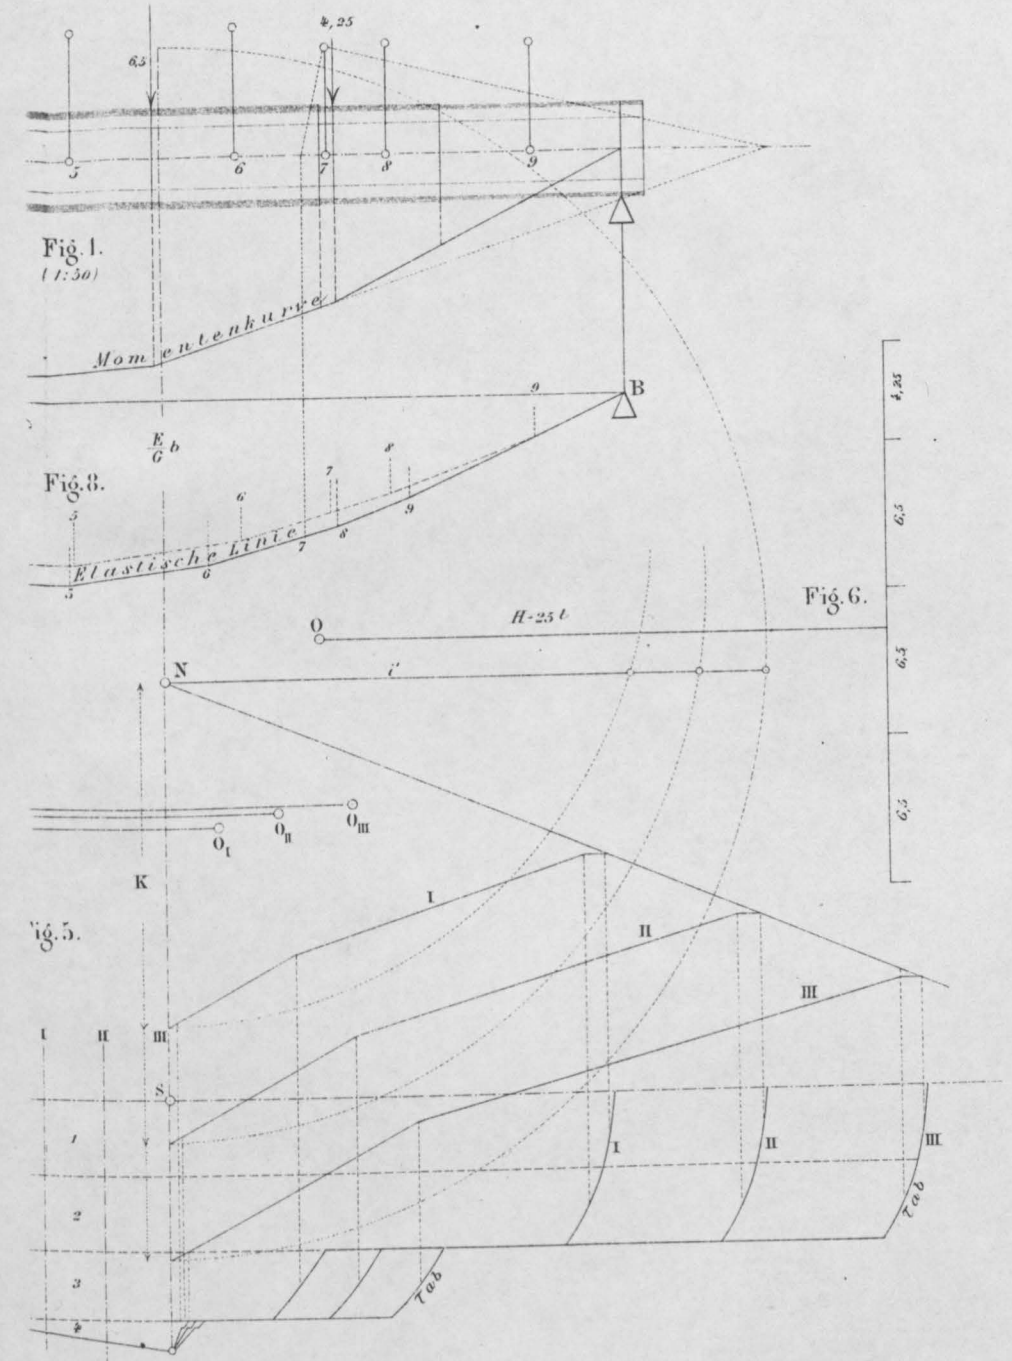 4,25
6,5
5
6
7
8
9
Fig. 1.
(1:50)
Momentenkurve
9
B
E/G b
Fig. 8.
5
6
7
8
Elastische Linie
5
6
7
8
9
4,25
6,5
6,5
6,5
Fig. 6.
O
H=25 t
N
i
O_I
O_II
O_III
K
I
II
III
ig. 5.
I
II
III
S
1
2
3
4
I
II
III
τab
τab